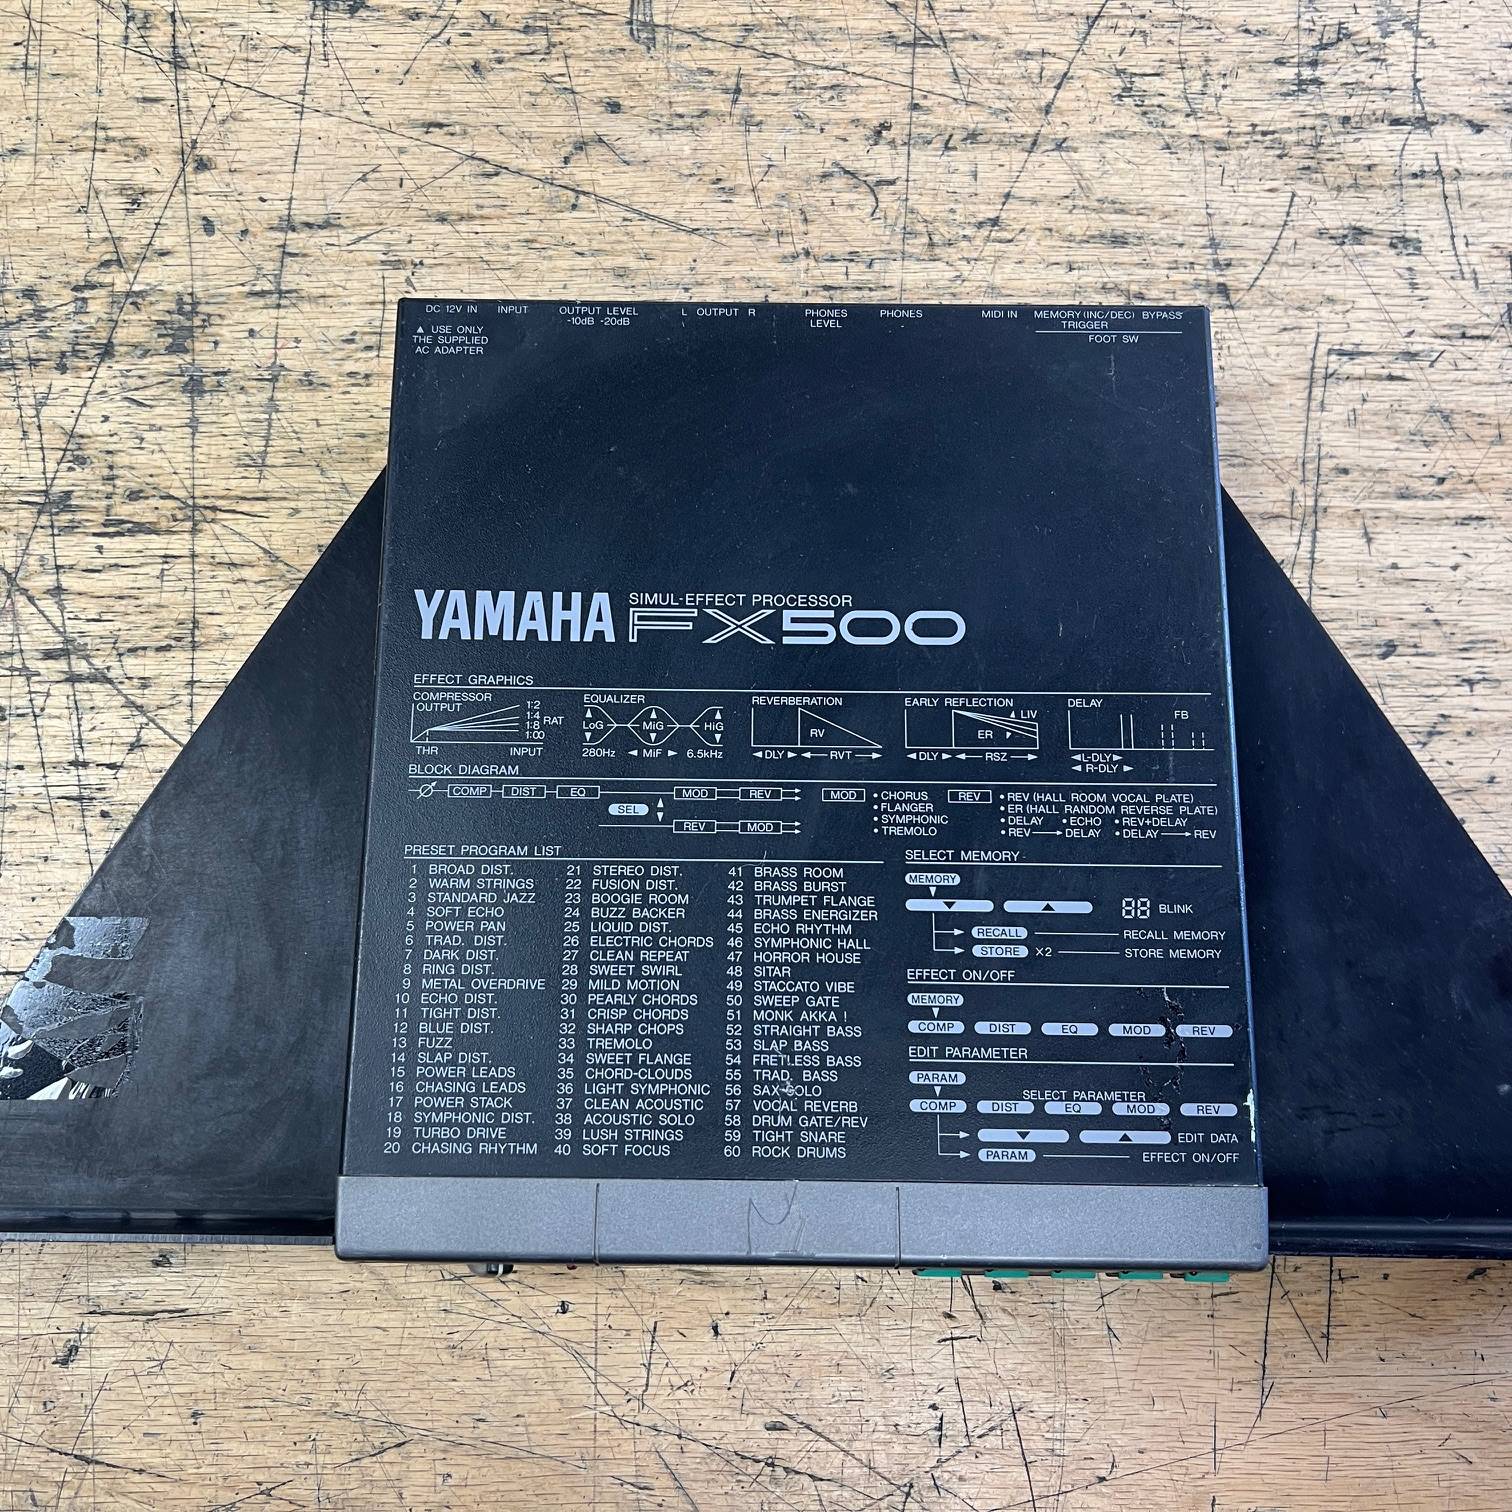 DC 12V IN INPUT OUTPUT LEVEL L OUTPUT R PHONES PHONES MIDI IN MEMORY (INC/DEC) BYPASS
-10dB -20dB LEVEL TRIGGER
▲ USE ONLY FOOT SW
THE SUPPLIED
AC ADAPTER
YAMAHA SIMUL-EFFECT PROCESSOR
FX500
EFFECT GRAPHICS
COMPRESSOR
OUTPUT
1:2
1:4
1:8 RAT
1:∞
THR INPUT
EQUALIZER
LoG MiG HiG
280Hz ◄ MiF ► 6.5kHz
REVERBERATION
RV
◄DLY►◄ RVT ►
EARLY REFLECTION
▲ LIV
ER
◄DLY►◄ RSZ ►
DELAY
FB
◄L-DLY►
◄ R-DLY ►
BLOCK DIAGRAM
COMP DIST EQ MOD REV
SEL
REV MOD
MOD • CHORUS
• FLANGER
• SYMPHONIC
• TREMOLO
REV • REV (HALL ROOM VOCAL PLATE)
• ER (HALL RANDOM REVERSE PLATE)
• DELAY • ECHO • REV+DELAY
• REV → DELAY • DELAY → REV
PRESET PROGRAM LIST
1 BROAD DIST.
2 WARM STRINGS
3 STANDARD JAZZ
4 SOFT ECHO
5 POWER PAN
6 TRAD. DIST.
7 DARK DIST.
8 RING DIST.
9 METAL OVERDRIVE
10 ECHO DIST.
11 TIGHT DIST.
12 BLUE DIST.
13 FUZZ
14 SLAP DIST.
15 POWER LEADS
16 CHASING LEADS
17 POWER STACK
18 SYMPHONIC DIST.
19 TURBO DRIVE
20 CHASING RHYTHM
21 STEREO DIST.
22 FUSION DIST.
23 BOOGIE ROOM
24 BUZZ BACKER
25 LIQUID DIST.
26 ELECTRIC CHORDS
27 CLEAN REPEAT
28 SWEET SWIRL
29 MILD MOTION
30 PEARLY CHORDS
31 CRISP CHORDS
32 SHARP CHOPS
33 TREMOLO
34 SWEET FLANGE
35 CHORD-CLOUDS
36 LIGHT SYMPHONIC
37 CLEAN ACOUSTIC
38 ACOUSTIC SOLO
39 LUSH STRINGS
40 SOFT FOCUS
41 BRASS ROOM
42 BRASS BURST
43 TRUMPET FLANGE
44 BRASS ENERGIZER
45 ECHO RHYTHM
46 SYMPHONIC HALL
47 HORROR HOUSE
48 SITAR
49 STACCATO VIBE
50 SWEEP GATE
51 MONK AKKA !
52 STRAIGHT BASS
53 SLAP BASS
54 FRETLESS BASS
55 TRAD. BASS
56 SAX-SOLO
57 VOCAL REVERB
58 DRUM GATE/REV
59 TIGHT SNARE
60 ROCK DRUMS
SELECT MEMORY
MEMORY
▼ ▲ 88 BLINK
RECALL RECALL MEMORY
STORE ×2 STORE MEMORY
EFFECT ON/OFF
MEMORY
COMP DIST EQ MOD REV
EDIT PARAMETER
PARAM
SELECT PARAMETER
COMP DIST EQ MOD REV
▼ ▲ EDIT DATA
PARAM EFFECT ON/OFF